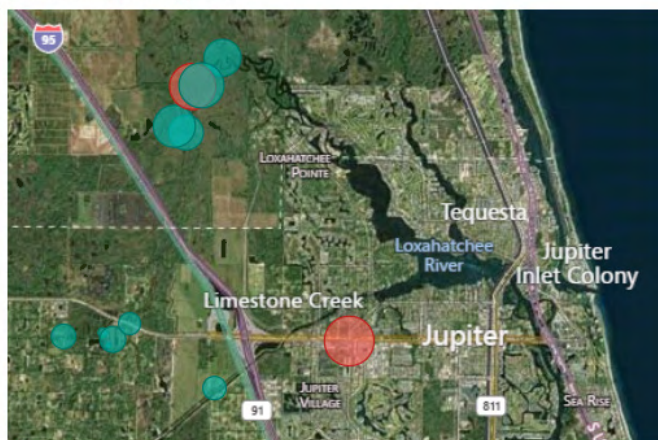 95
LOXAHATCHEE
POINTE
Tequesta
Loxahatchee
River
Jupiter
Inlet Colony
Limestone Creek
Jupiter
JUPITER
VILLAGE
91
811
SEA RISE
S